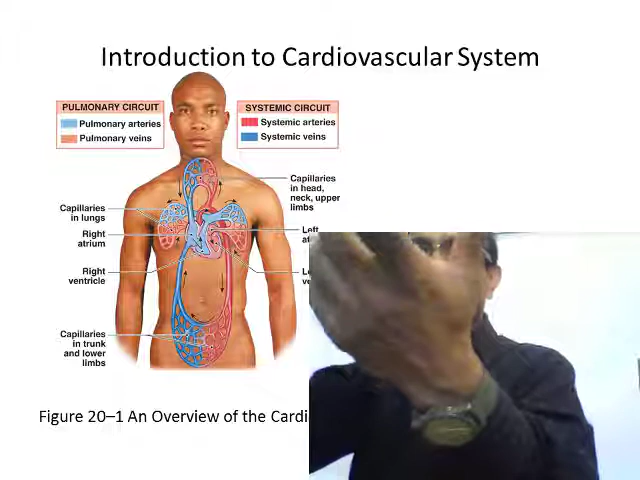 Introduction to Cardiovascular System
PULMONARY CIRCUIT
Pulmonary arteries
Pulmonary veins
SYSTEMIC CIRCUIT
Systemic arteries
Systemic veins
Capillaries
in head,
neck, upper
limbs
Capillaries
in lungs
Right
atrium
Left
Right
ventricle
Capillaries
in trunk
and lower
limbs
Figure 20–1 An Overview of the Cardi